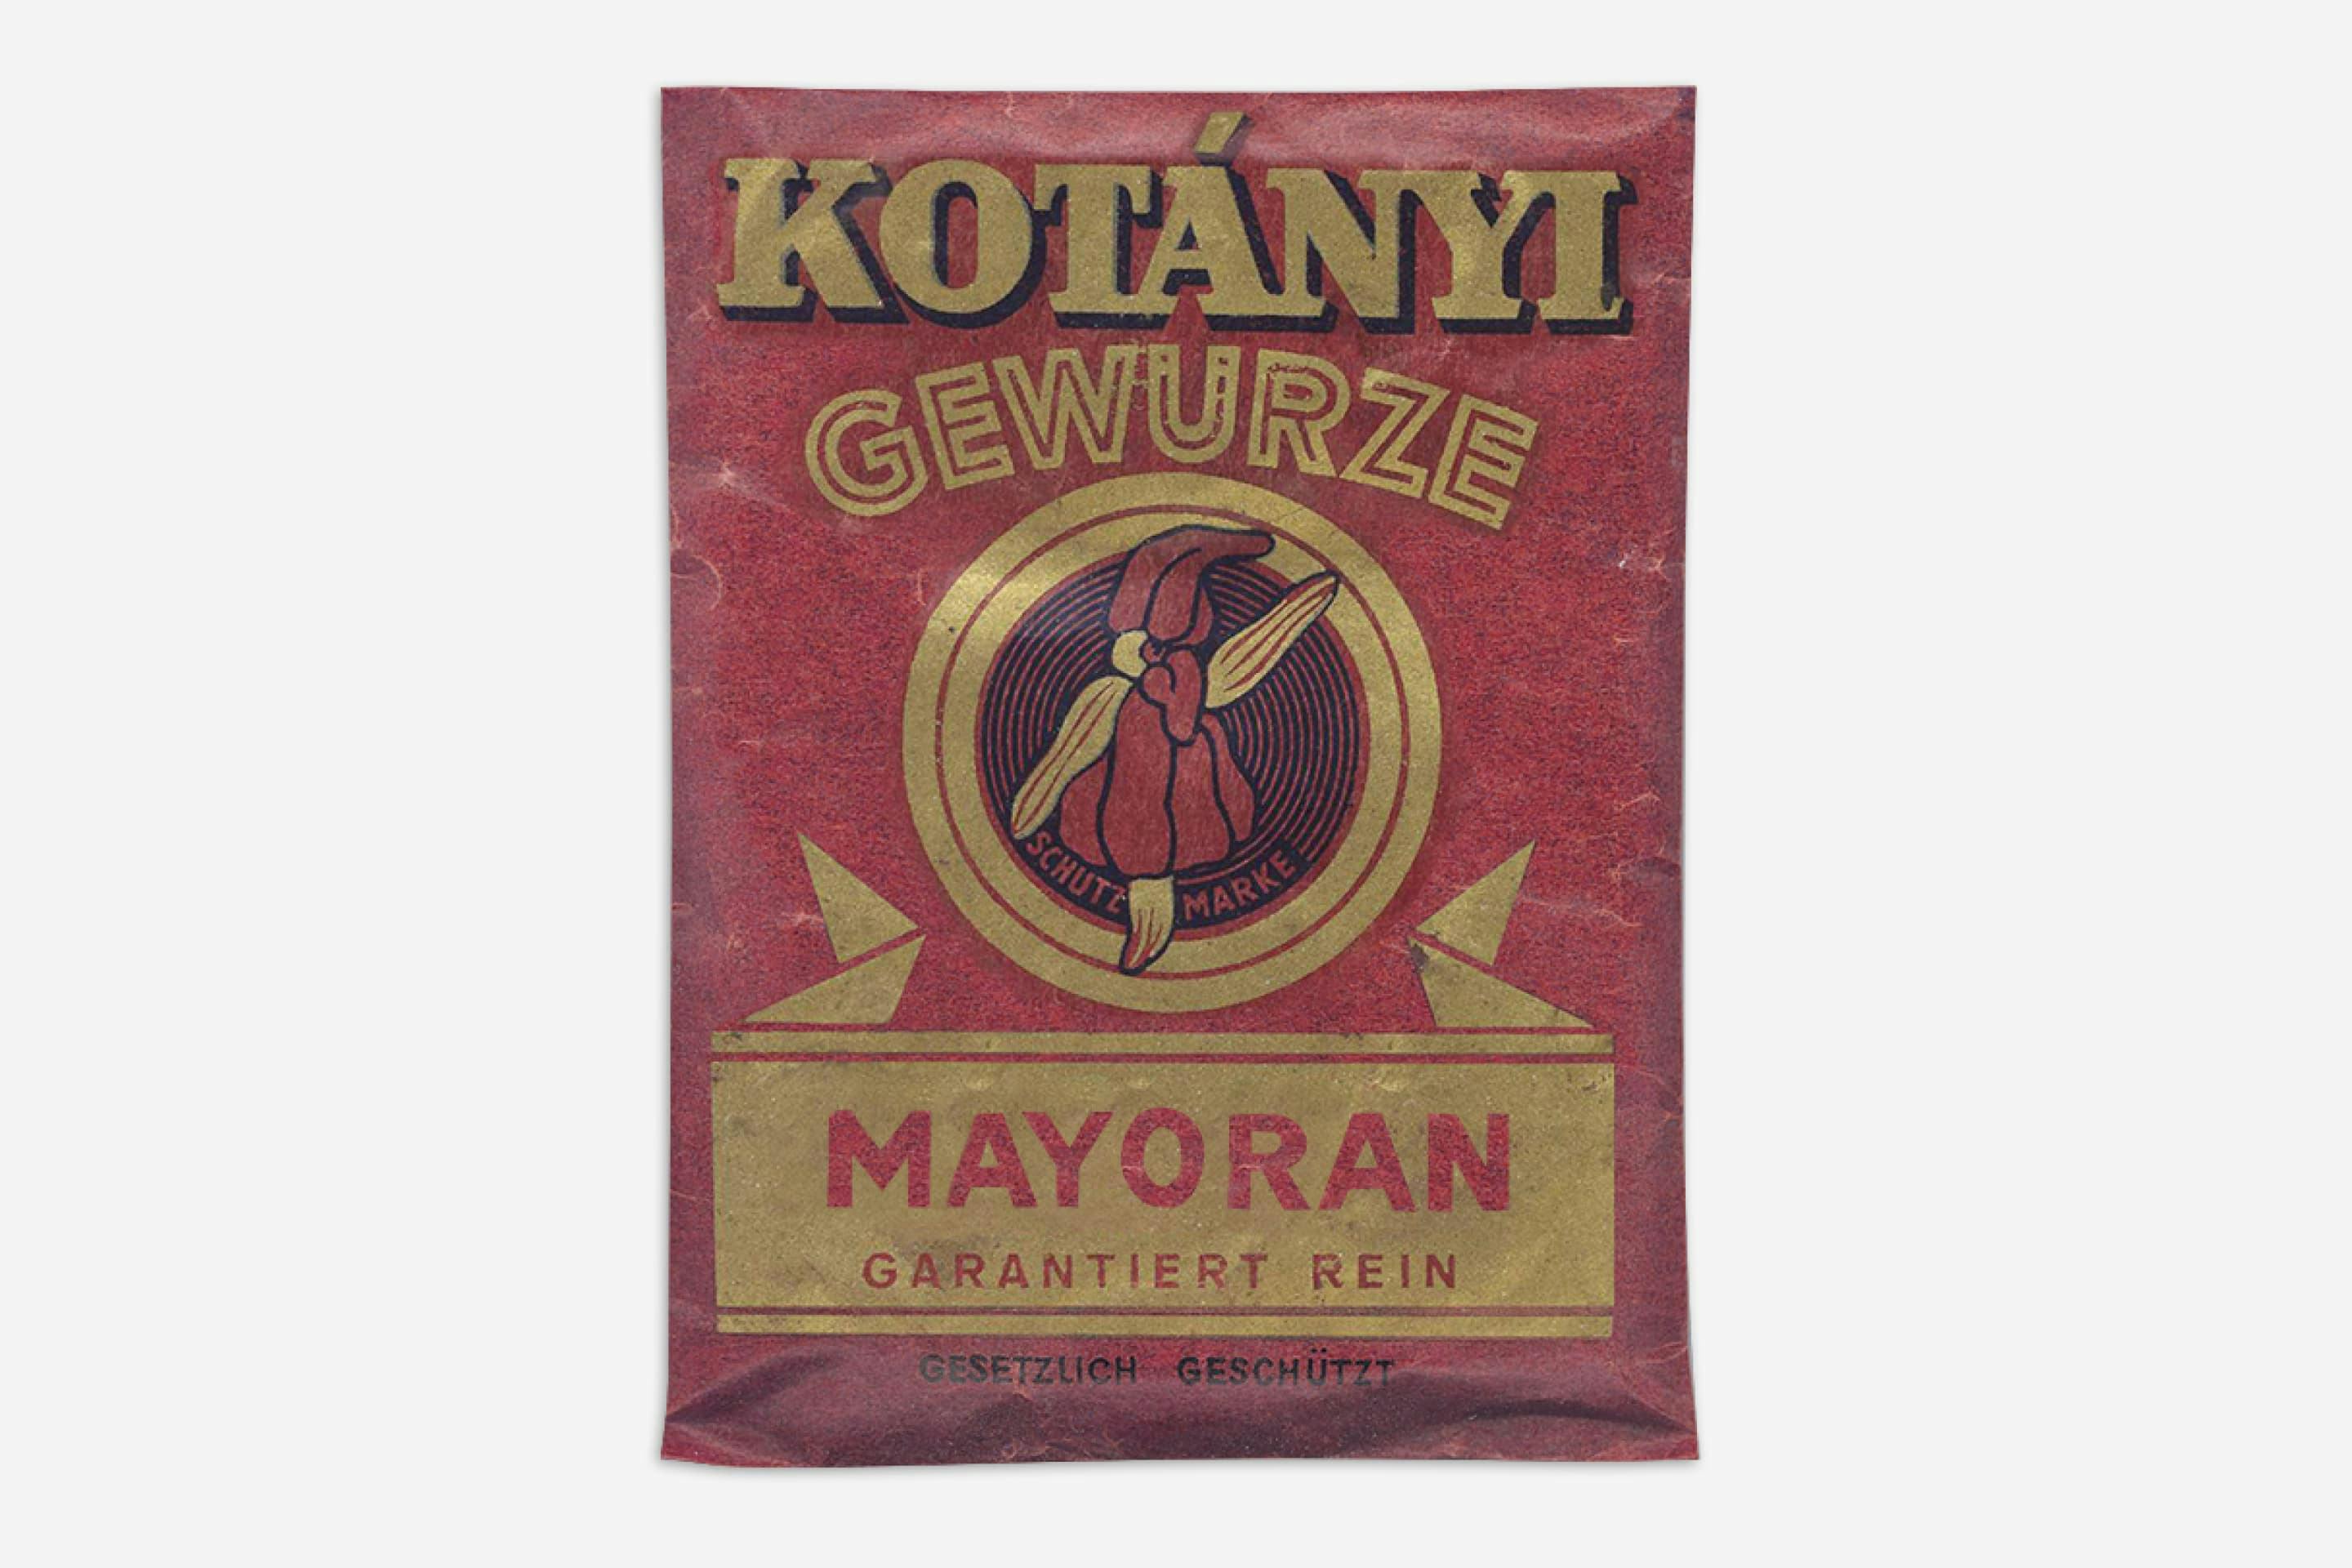 KOTÁNYI
GEWÜRZE
SCHUTZ MARKE
MAYORAN
GARANTIERT REIN
GESETZLICH GESCHÜTZT